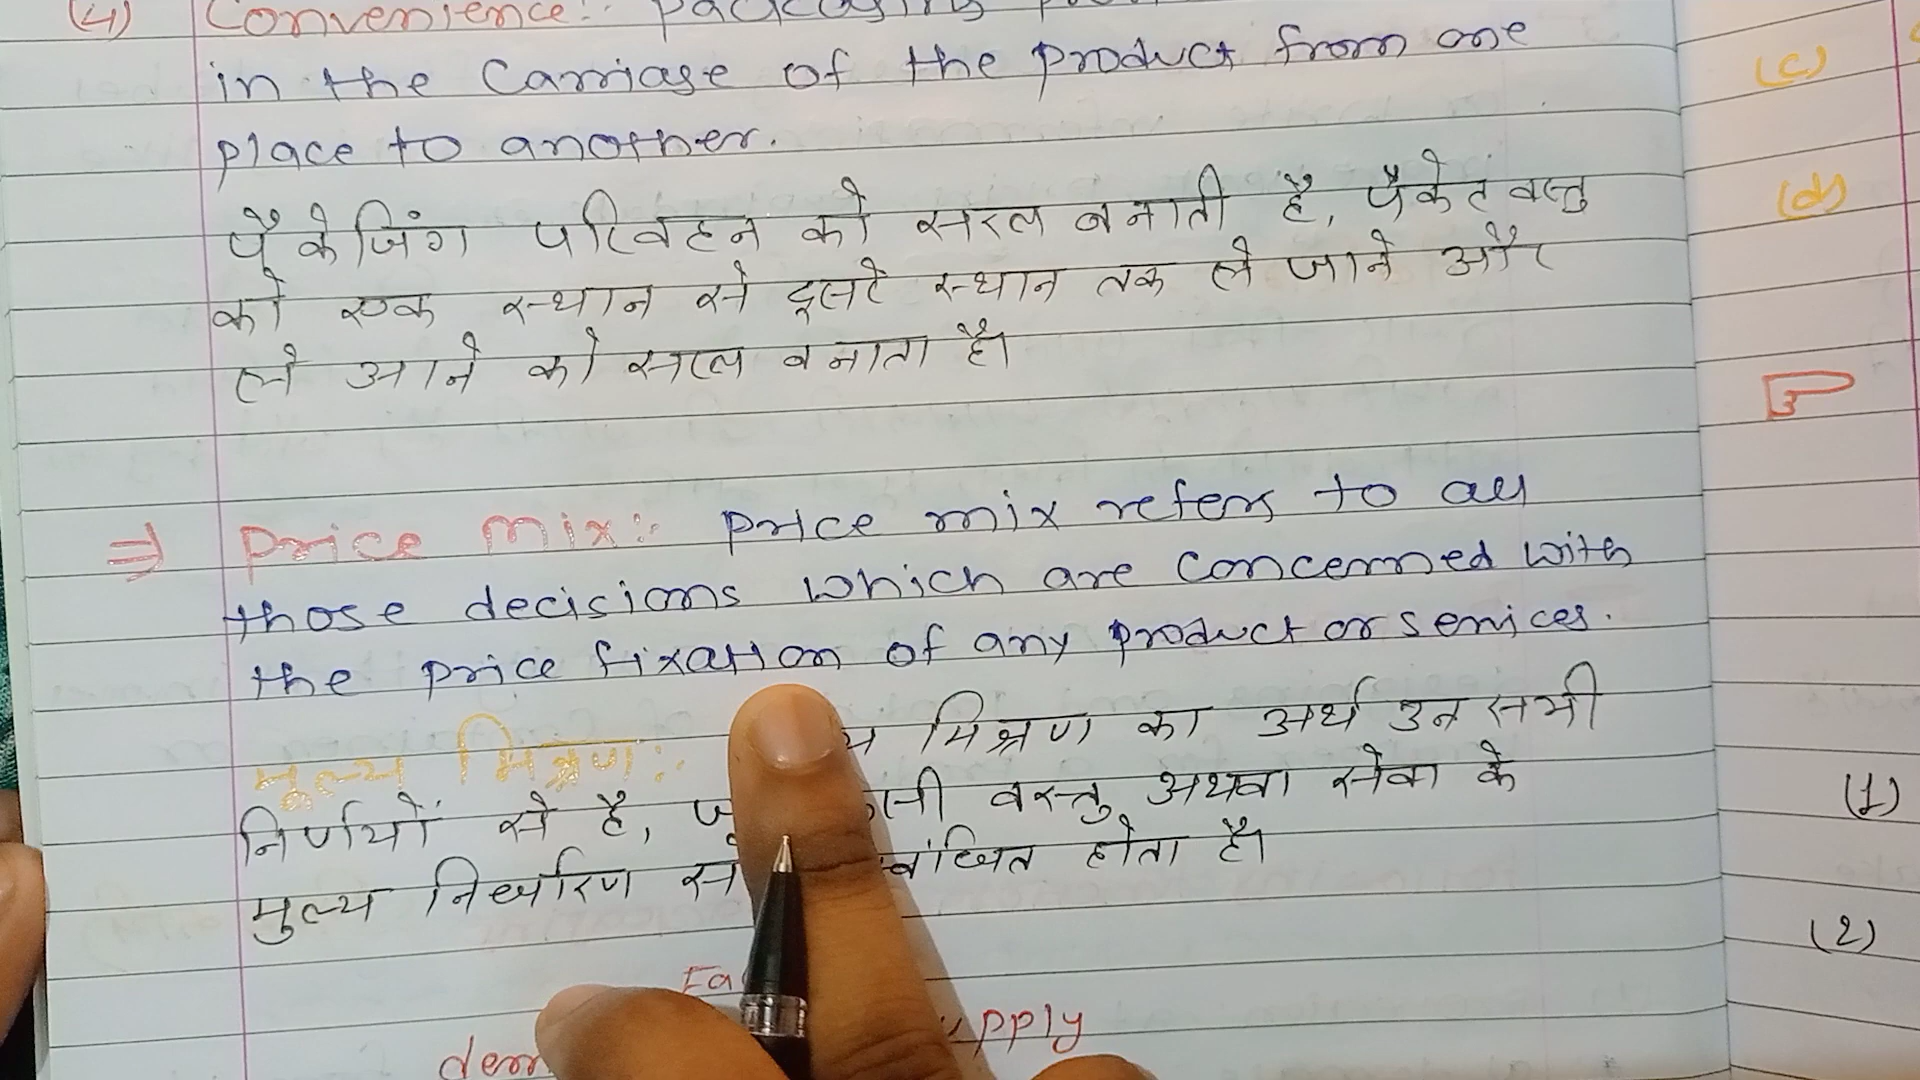 (4) Convenience:- Packaging
in the Carriage of the product from one
place to another.
पैकेजिंग परिवहन को सरल बनाती है, पैकेट वस्तु
को एक स्थान से दूसरे स्थान तक ले जाने और
ले आने को सरल बनाता है।
⇒ Price Mix:- Price mix refers to all
those decisions which are concerned with
the price fixation of any product or services.
मूल्य मिश्रण:- मिश्रण का अर्थ उन सभी
निर्णयों से है, वस्तु अथवा सेवा के
मुल्य निर्धारण से होता है।
(c)
(d)
(1)
(2)